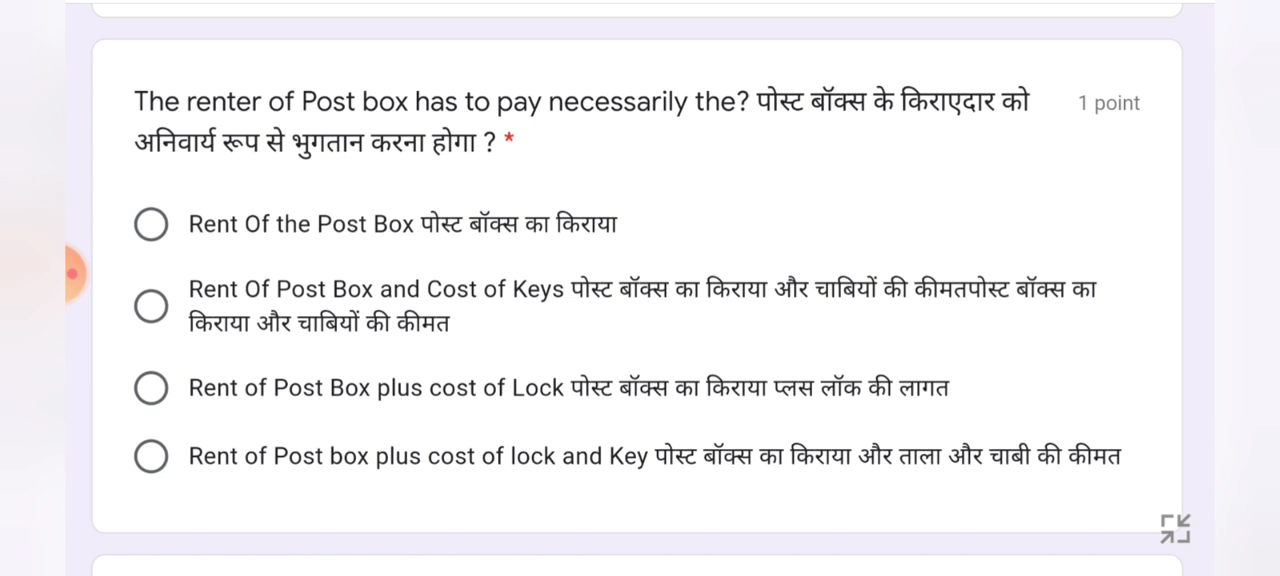 The renter of Post box has to pay necessarily the? पोस्ट बॉक्स के किराएदार को
1 point
अनिवार्य रूप से भुगतान करना होगा ? *
Rent Of the Post Box पोस्ट बॉक्स का किराया
Rent Of Post Box and Cost of Keys पोस्ट बॉक्स का किराया और चाबियों की कीमतपोस्ट बॉक्स का
किराया और चाबियों की कीमत
Rent of Post Box plus cost of Lock पोस्ट बॉक्स का किराया प्लस लॉक की लागत
Rent of Post box plus cost of lock and Key पोस्ट बॉक्स का किराया और ताला और चाबी की कीमत